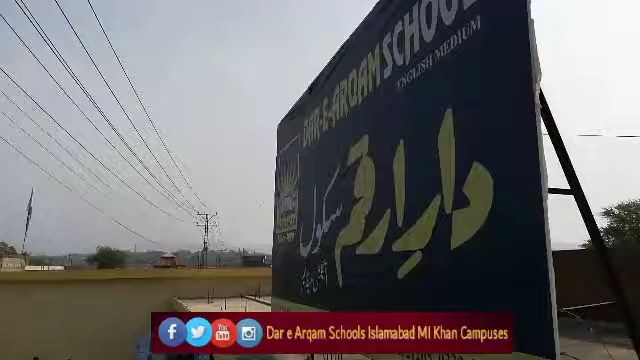 DAR-E-ARQAM SCHOOL
ENGLISH MEDIUM
دارِ ارقم سکول
Dar e Arqam Schools Islamabad MI Khan Campuses